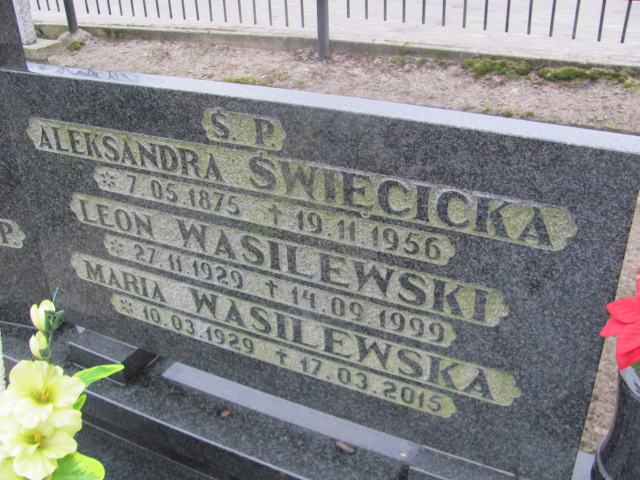 Ś. P.
ALEKSANDRA ŚWIĘCICKA
* 7.05.1875 † 19.11.1956
LEON WASILEWSKI
* 27.11.1929 † 14.09.1999
MARIA WASILEWSKA
* 10.03.1929 † 17.03.2015
P.